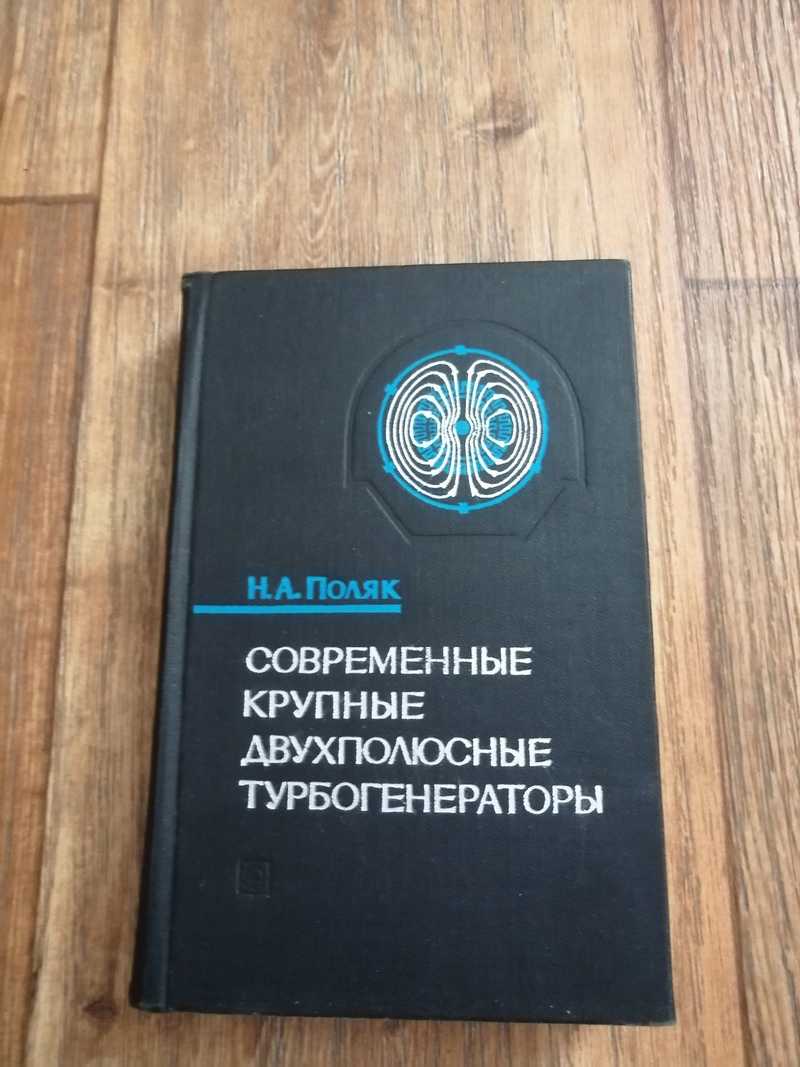 Н.А. Поляк
СОВРЕМЕННЫЕ
КРУПНЫЕ
ДВУХПОЛЮСНЫЕ
ТУРБОГЕНЕРАТОРЫ